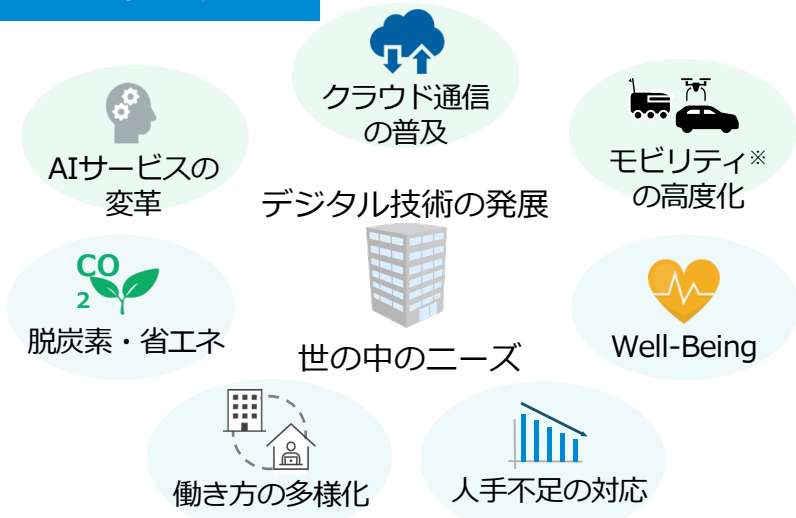 クラウド通信
の普及
AIサービスの
変革
モビリティ※
の高度化
デジタル技術の発展
CO
2
脱炭素・省エネ
世の中のニーズ
Well-Being
働き方の多様化
人手不足の対応